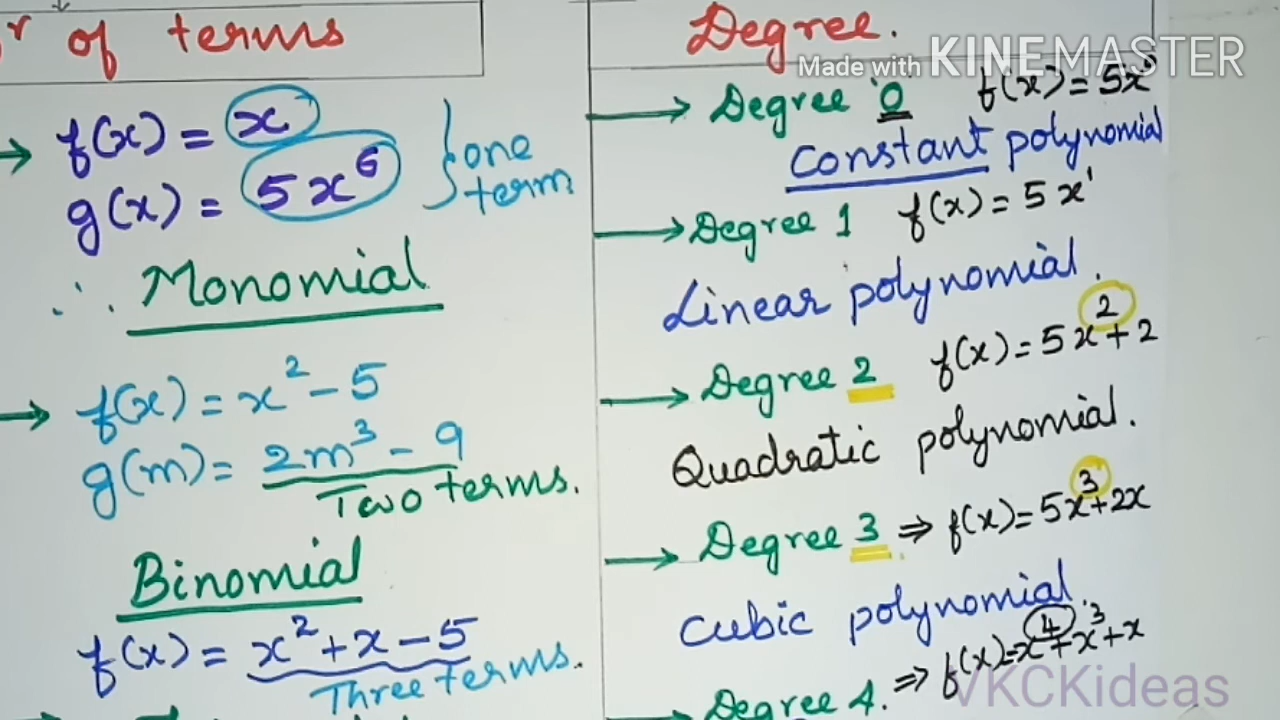 r of terms
f(x) = x
g(x) = 5x⁶
} one term
∴ Monomial
f(x) = x² - 5
g(m) = 2m³ - 9
Two terms.
Binomial
f(x) = x² + x - 5
Three terms.
Degree.
Made with KINEMASTER
→ Degree 0 f(x) = 5x⁰
Constant polynomial
→ Degree 1 f(x) = 5x¹
Linear polynomial.
→ Degree 2 f(x) = 5x² + 2
Quadratic polynomial.
→ Degree 3 ⇒ f(x) = 5x³ + 2x
Cubic polynomial.
→ Degree 4. ⇒ f(x) = x⁴ + x³ + x
VKCKideas